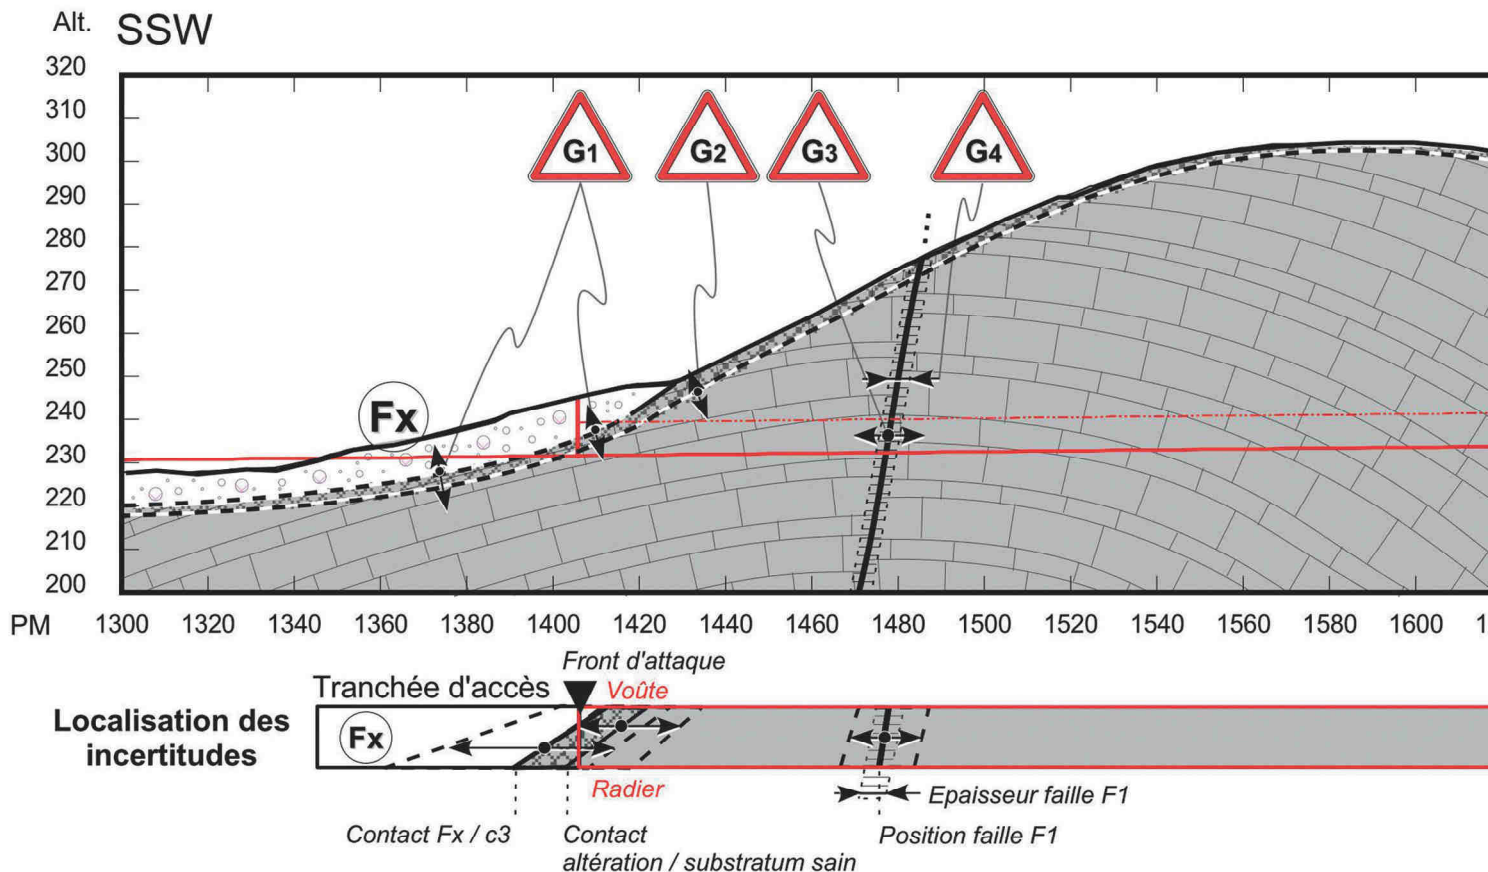 Alt. SSW
320
310
300
290
280
270
260
250
240
230
220
210
200
G1 G2 G3 G4
Fx
PM 1300 1320 1340 1360 1380 1400 1420 1440 1460 1480 1500 1520 1540 1560 1580 1600 1
Front d'attaque
Tranchée d'accès Voûte
Localisation des
incertitudes
Fx
Radier
Epaisseur faille F1
Contact Fx / c3
Contact
altération / substratum sain
Position faille F1